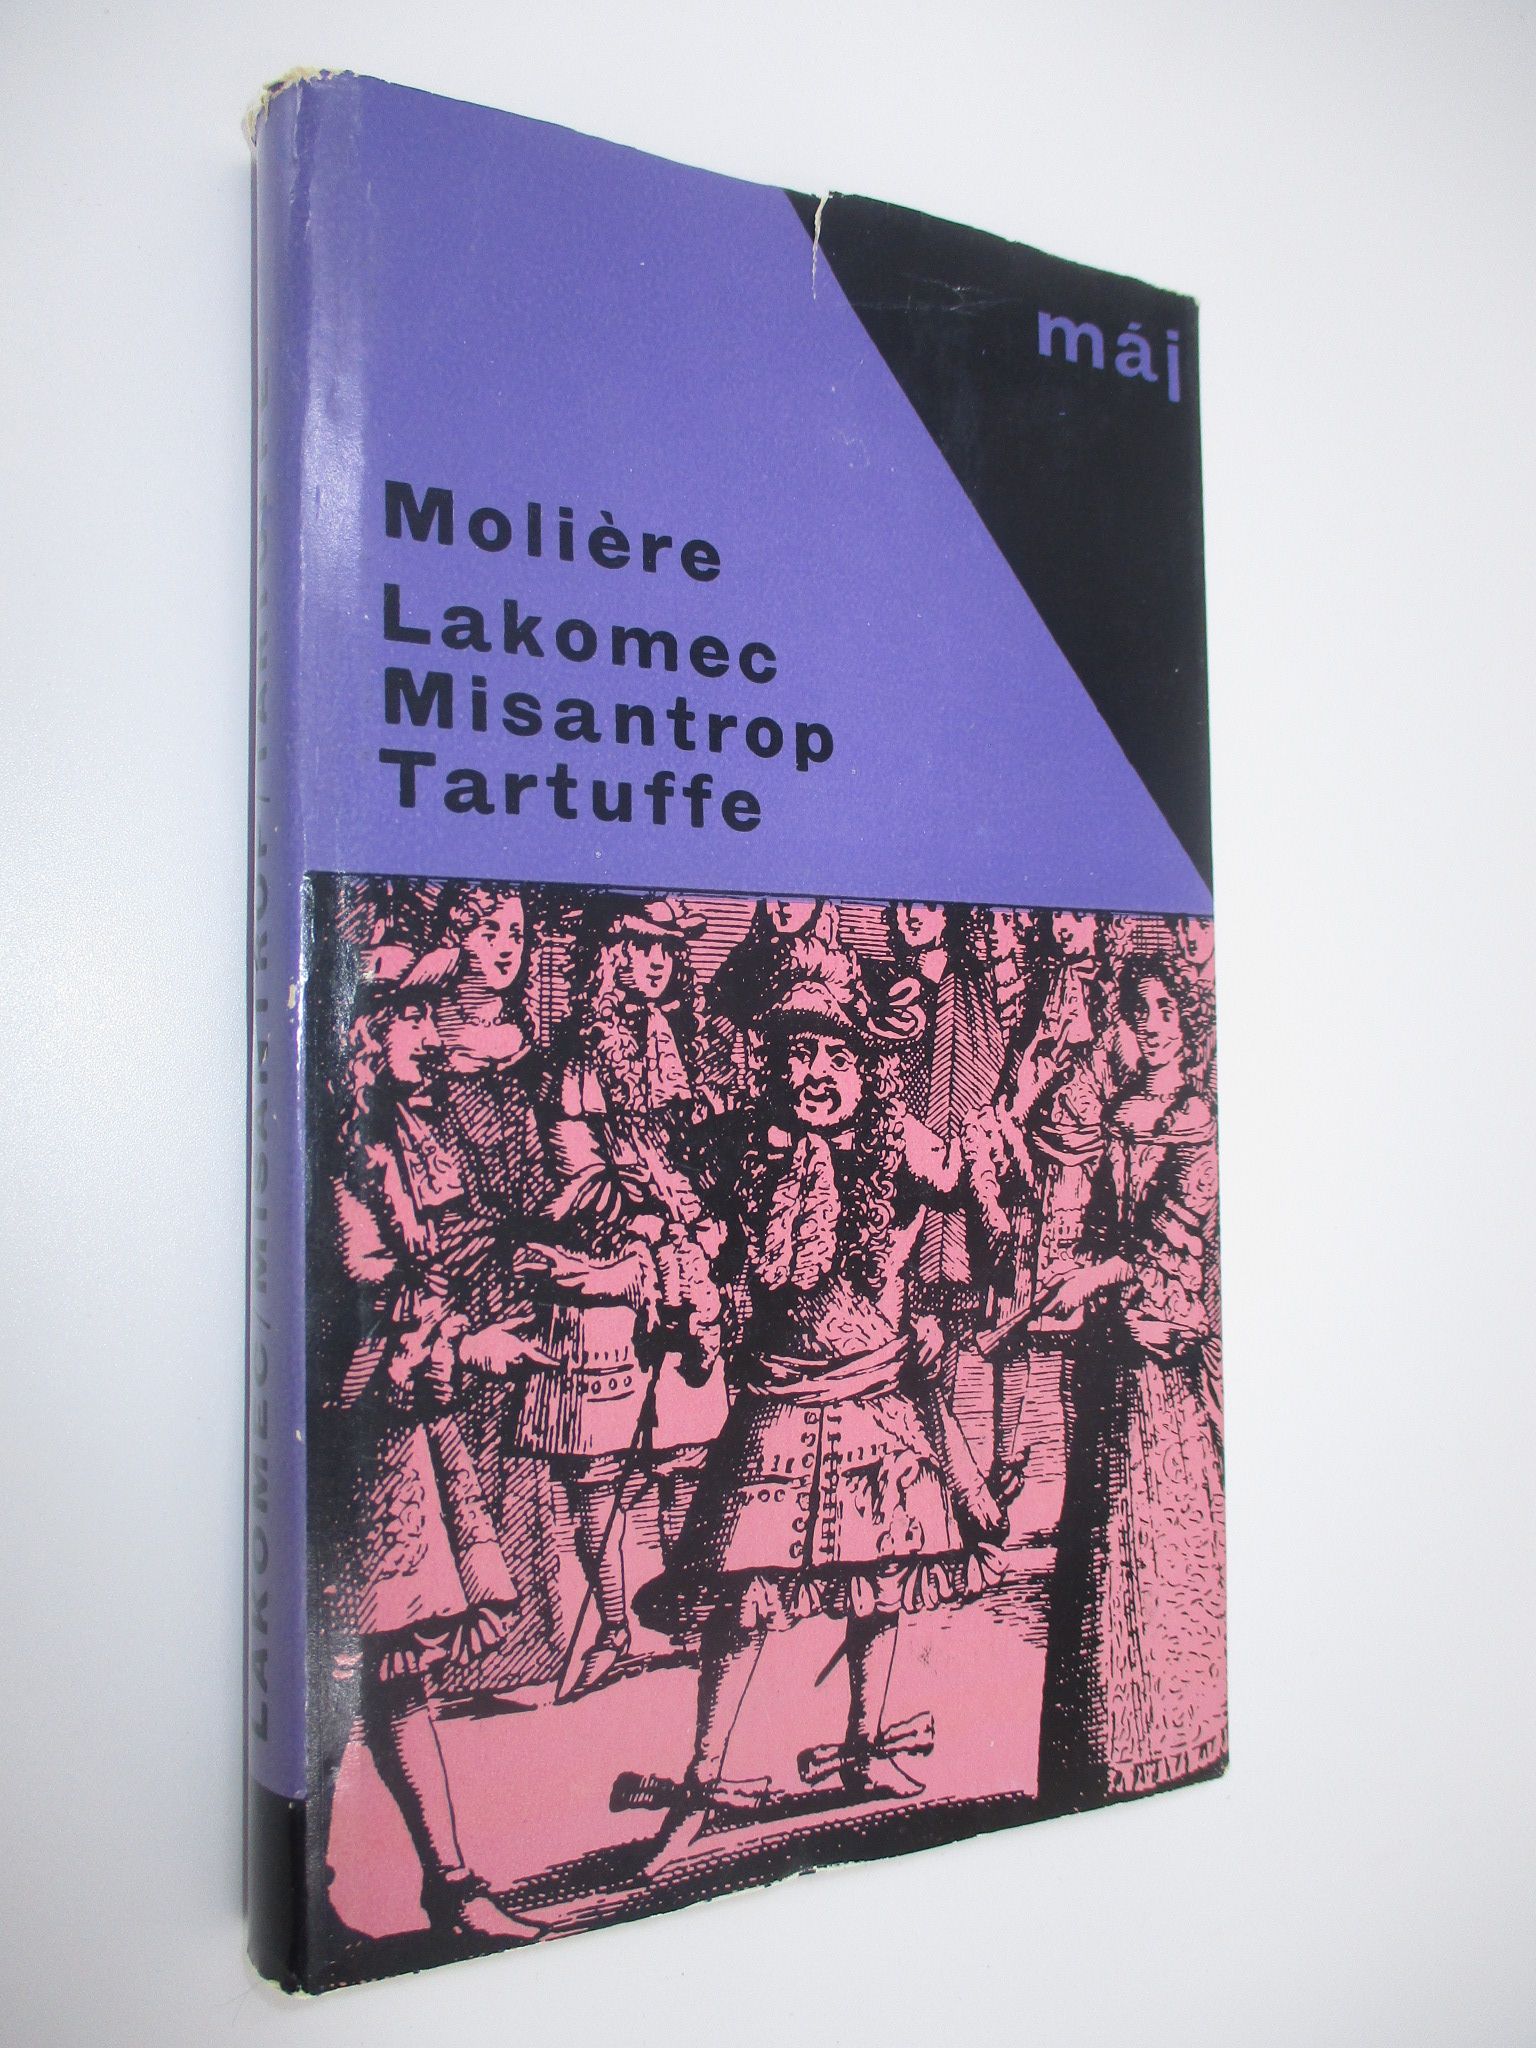 máj
Molière
Lakomec
Misantrop
Tartuffe
LAKOMEC/MISANTROP/